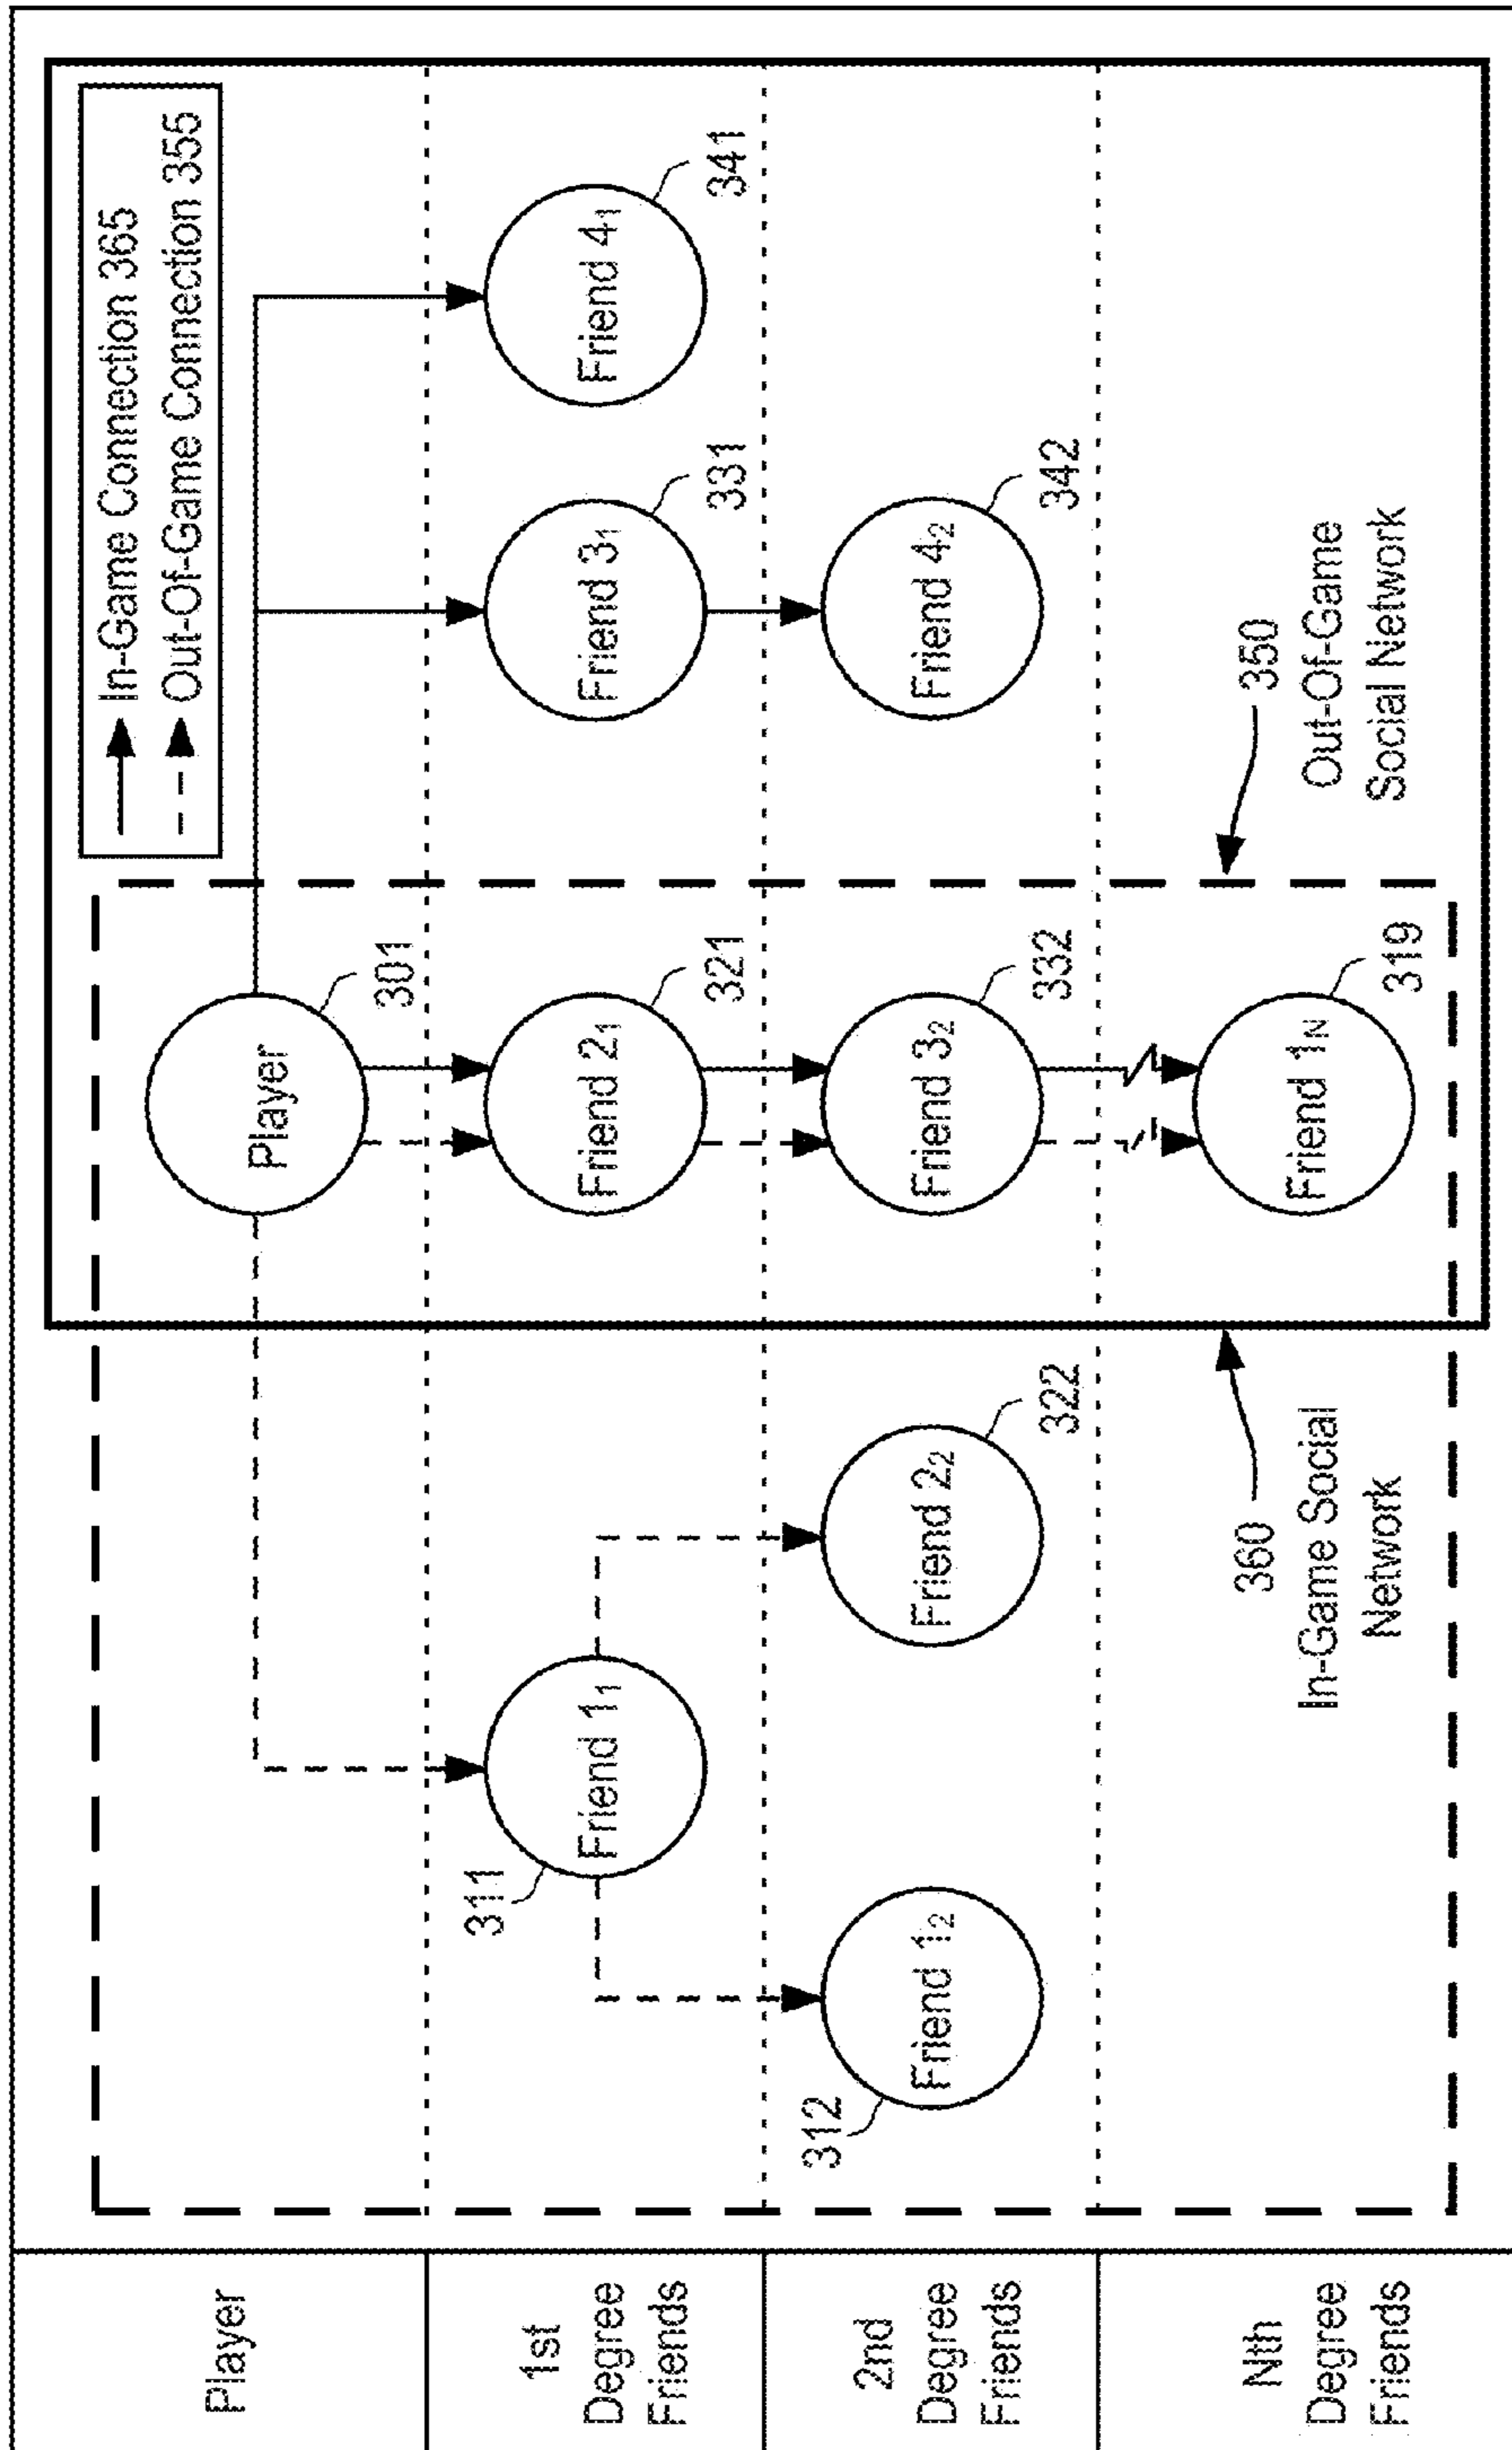 Player
1st
Degree
Friends
2nd
Degree
Friends
Nth
Degree
Friends
In-Game Connection 365
Out-Of-Game Connection 355
Player
301
311
Friend 1₁
Friend 2₁
321
Friend 3₁
331
Friend 4₁
341
312
Friend 1₂
Friend 2₂
322
Friend 3₂
332
Friend 4₂
342
360
In-Game Social
Network
Friend 1N
319
350
Out-Of-Game
Social Network